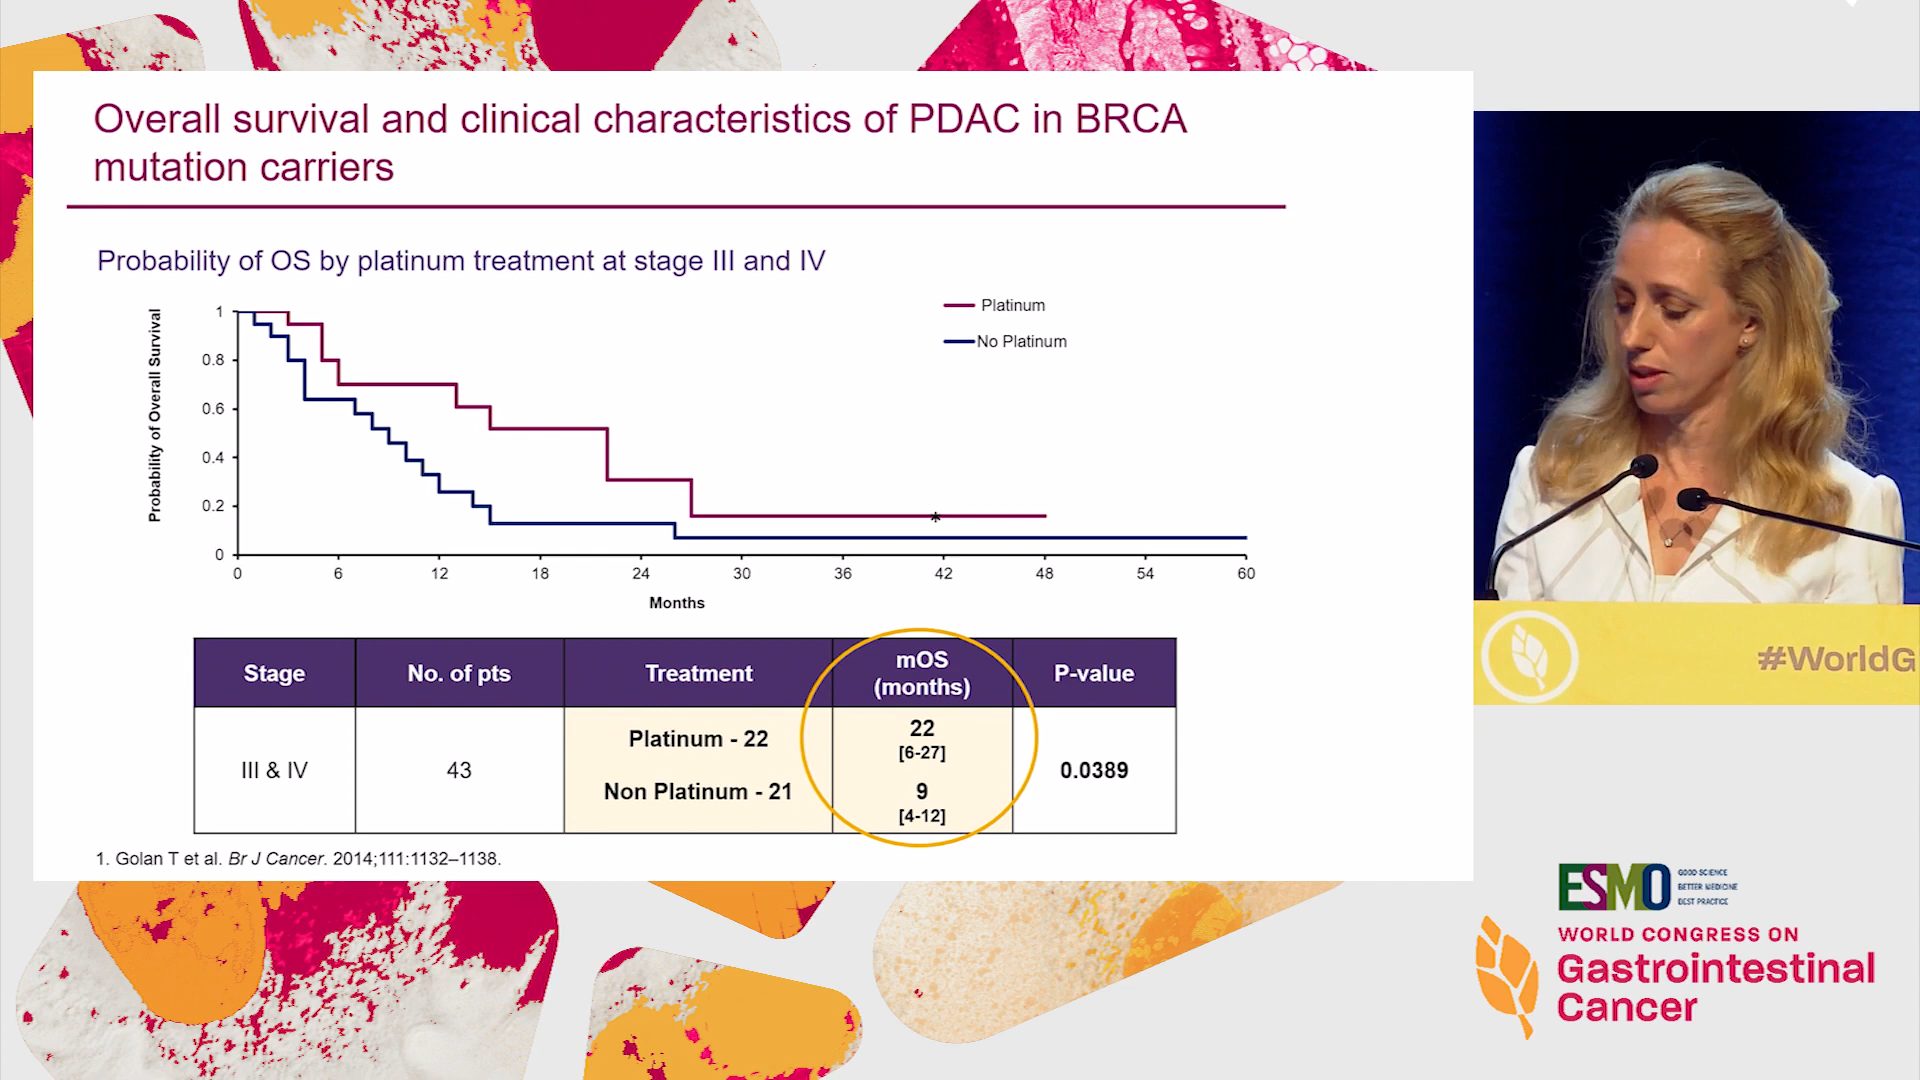 Overall survival and clinical characteristics of PDAC in BRCA
mutation carriers
Probability of OS by platinum treatment at stage III and IV
Probability of Overall Survival
1
0.8
0.6
0.4
0.2
0
Platinum
No Platinum
*
0 6 12 18 24 30 36 42 48 54 60
Months
Stage No. of pts Treatment mOS (months) P-value
III & IV 43 Platinum - 22 22 [6-27] 0.0389
Non Platinum - 21 9 [4-12]
1. Golan T et al. Br J Cancer. 2014;111:1132–1138.
#WorldG
ESMO
GOOD SCIENCE
BETTER MEDICINE
BEST PRACTICE
WORLD CONGRESS ON
Gastrointestinal
Cancer